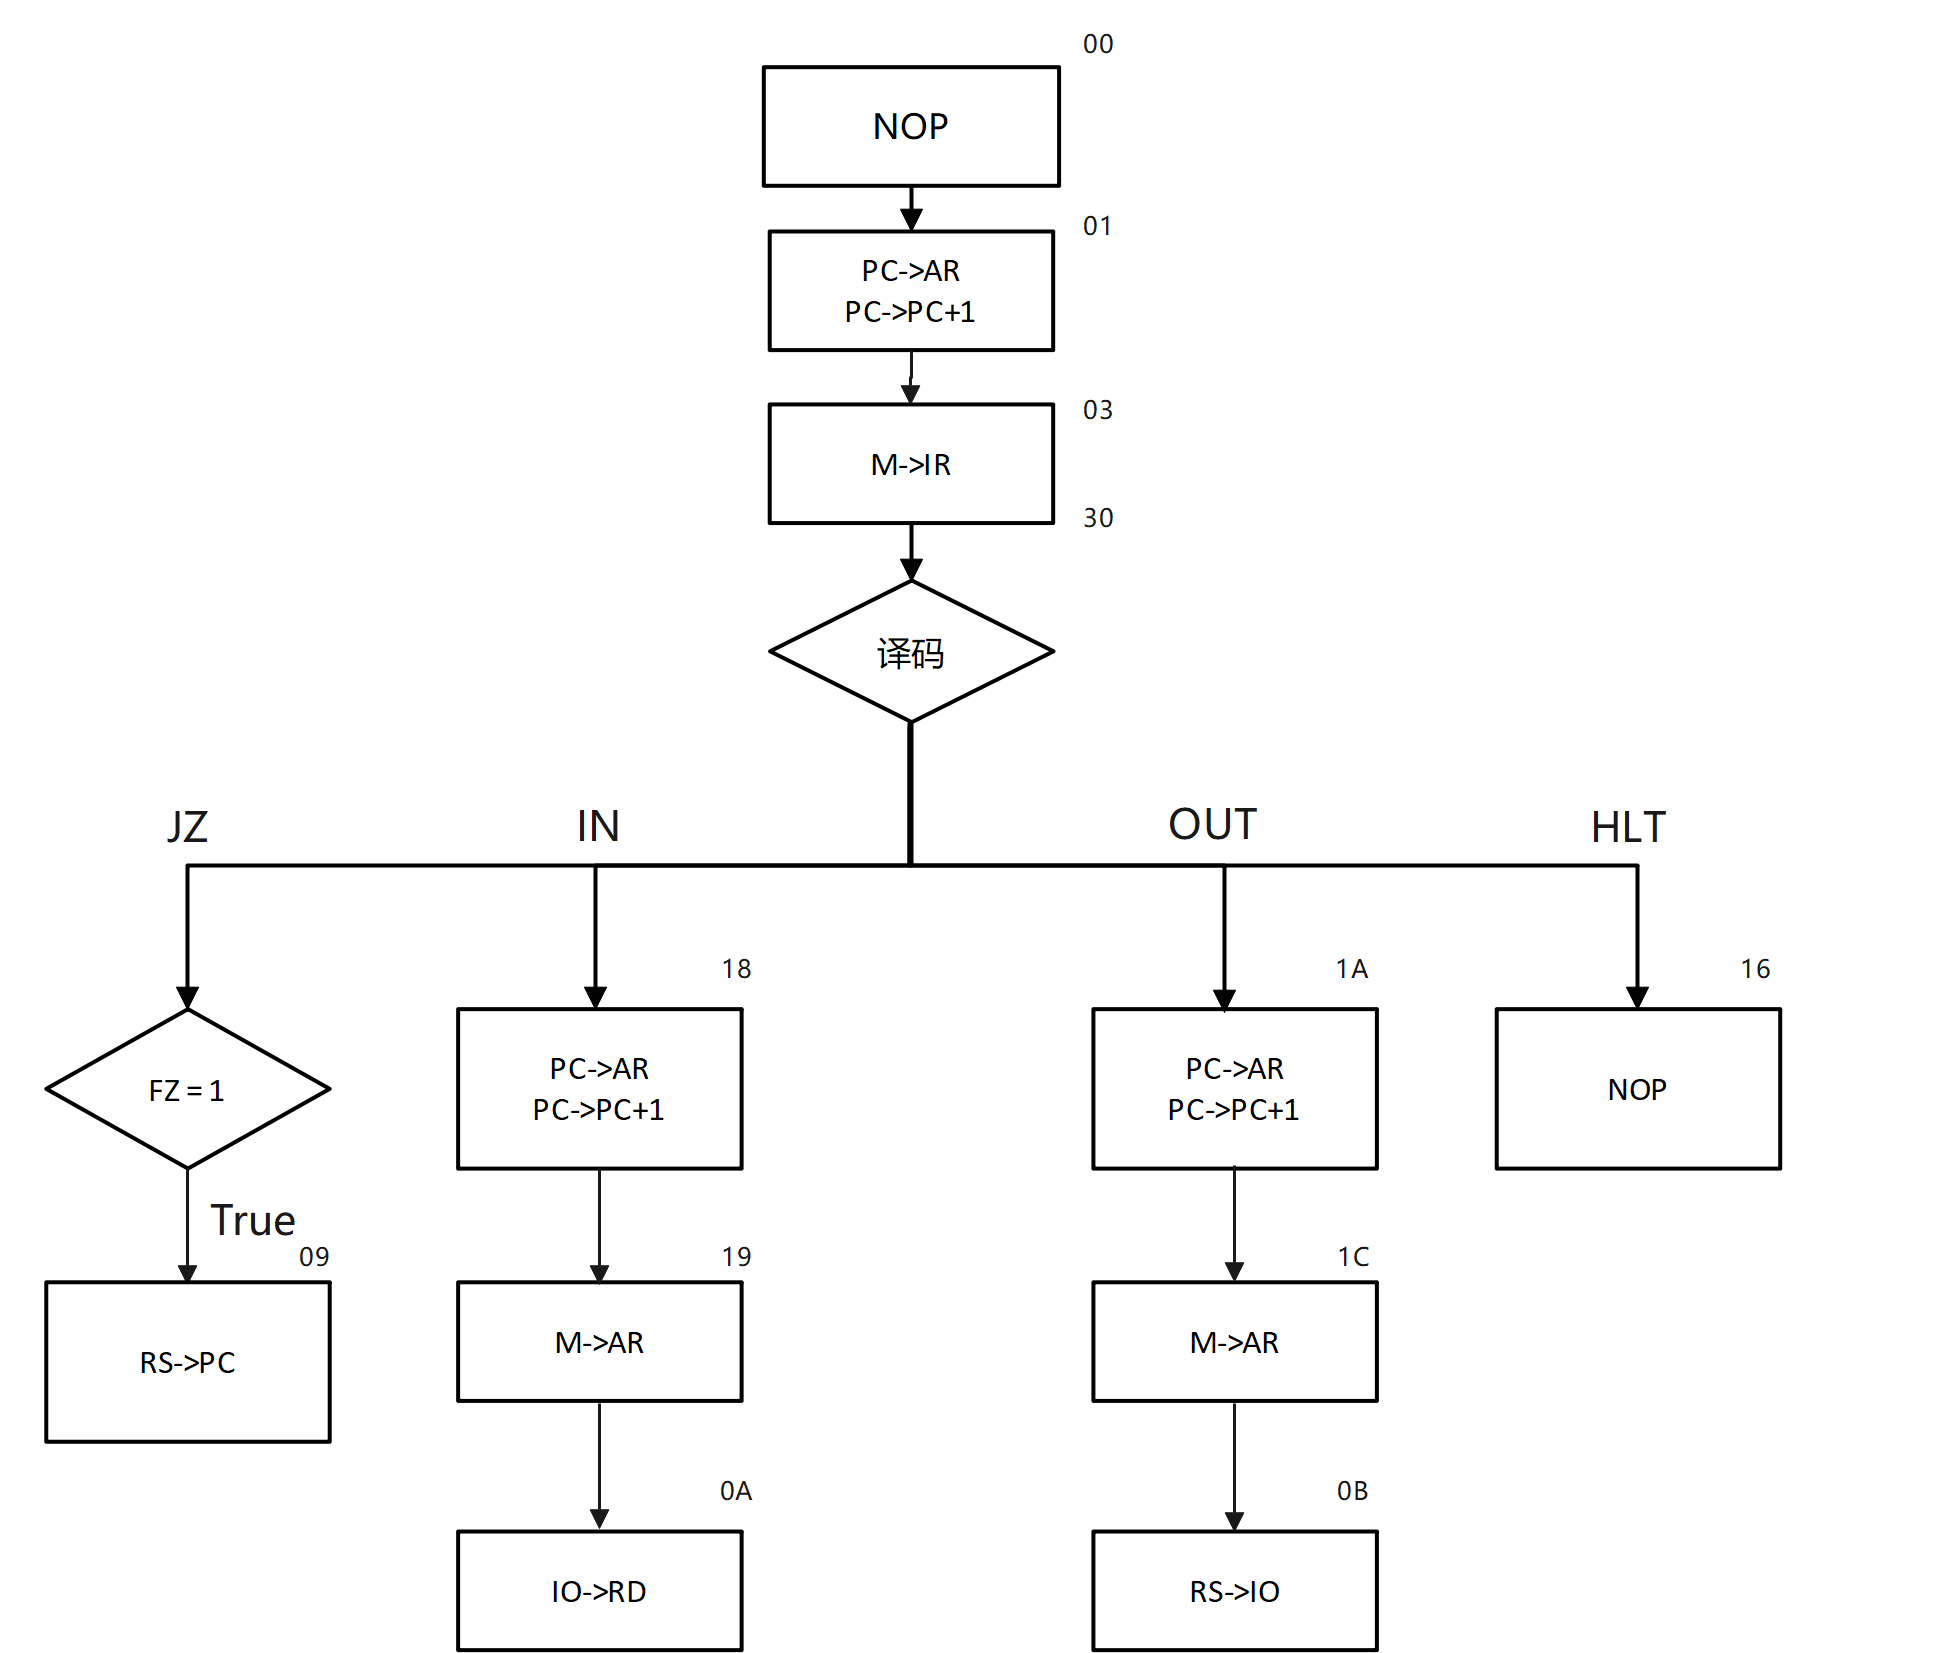 00
NOP
01
PC->AR
PC->PC+1
03
M->IR
30
译码
JZ
IN
OUT
HLT
18
1A
16
FZ = 1
PC->AR
PC->PC+1
PC->AR
PC->PC+1
NOP
True
09
19
1C
RS->PC
M->AR
M->AR
0A
0B
IO->RD
RS->IO